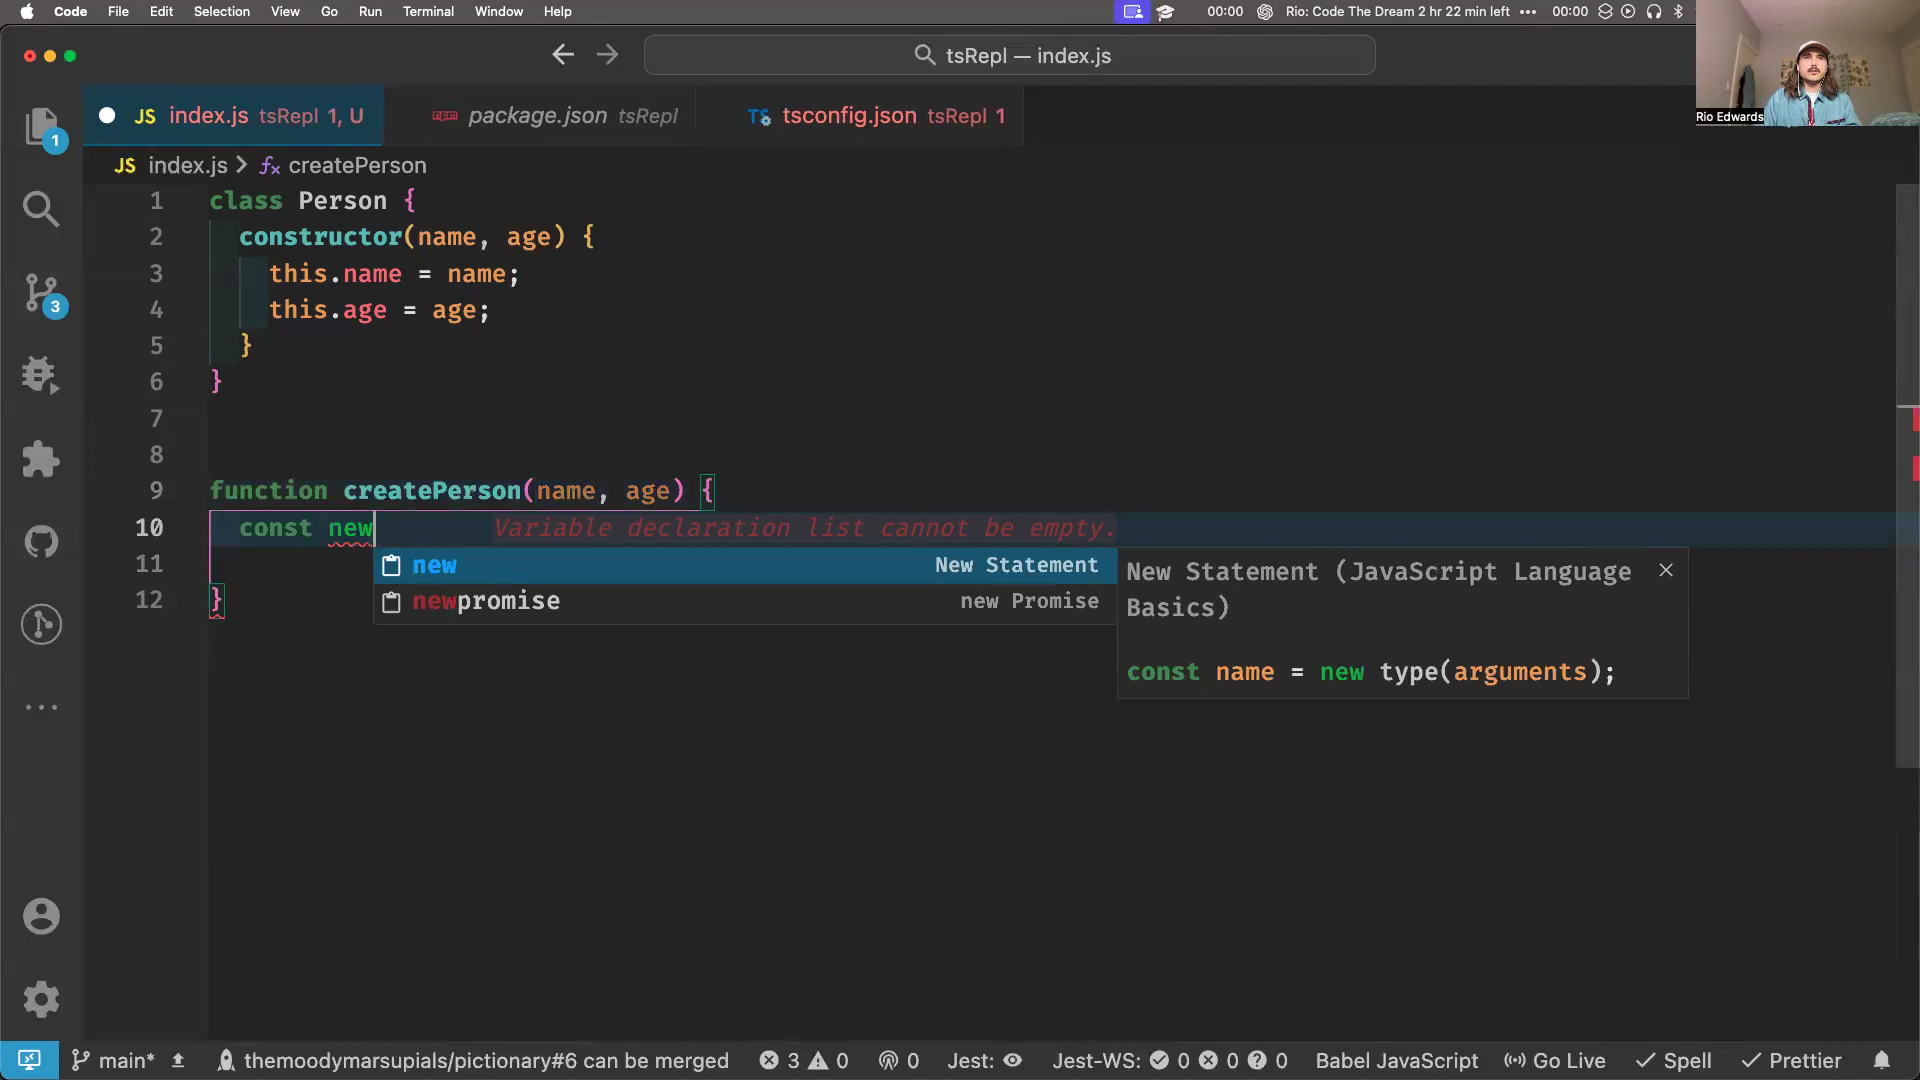 Code File Edit Selection View Go Run Terminal Window Help 00:00 Rio: Code The Dream 2 hr 22 min left ••• 00:00
tsRepl — index.js
Rio Edwards
JS index.js tsRepl 1, U package.json tsRepl TS tsconfig.json tsRepl 1
1
JS index.js > fx createPerson
1 class Person {
2 constructor(name, age) {
3 this.name = name;
4 this.age = age;
3
5 }
6 }
7
8
9 function createPerson(name, age) {
10 const new Variable declaration list cannot be empty.
11
12 }
new New Statement
newpromise new Promise
New Statement (JavaScript Language
Basics)
const name = new type(arguments);
main* themoodymarsupials/pictionary#6 can be merged 3 0 0 Jest: Jest-WS: 0 0 0 Babel JavaScript Go Live Spell Prettier